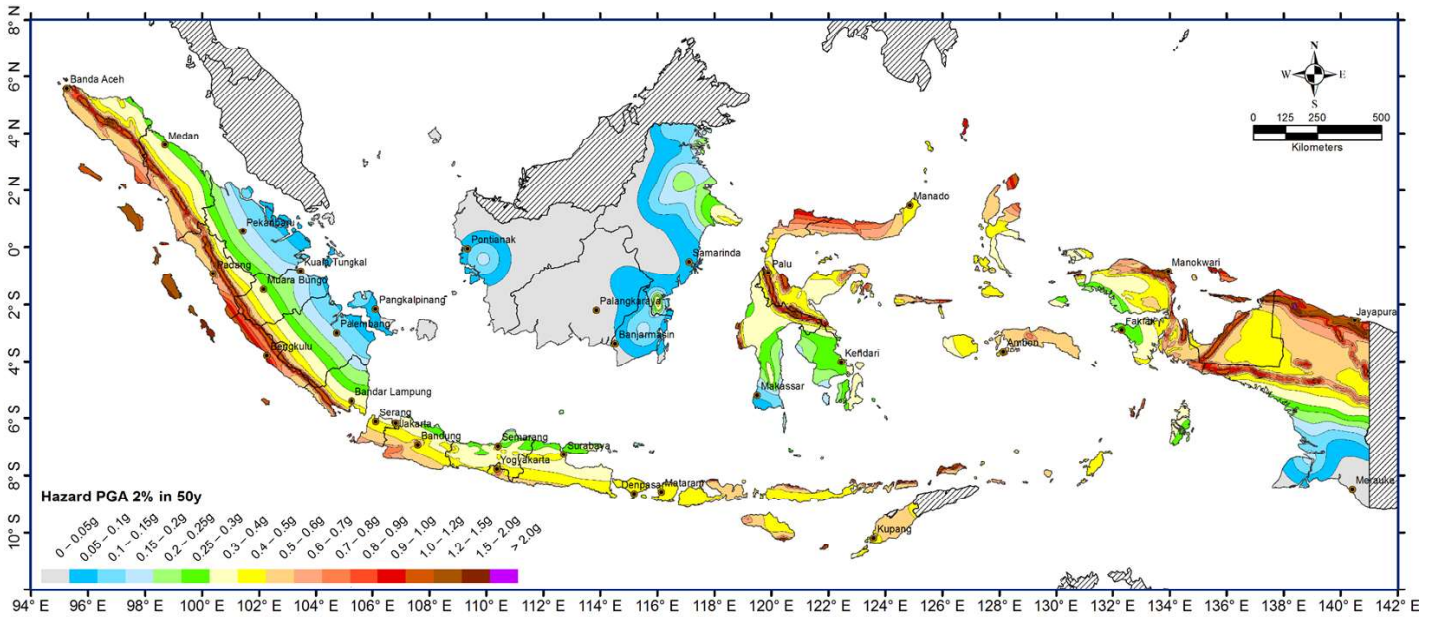 8° N
6° N
4° N
2° N
0°
2° S
4° S
6° S
8° S
10° S
N
W E
S
0 125 250 500
Kilometers
Banda Aceh
Medan
Pekanbaru
Kuala Tungkal
Padang
Muara Bungo
Pangkalpinang
Palembang
Bengkulu
Bandar Lampung
Serang
Jakarta
Bandung
Semarang
Surabaya
Yogyakarta
Denpasar
Mataram
Kupang
Pontianak
Samarinda
Palangkaraya
Banjarmasin
Manado
Palu
Kendari
Makassar
Ambon
Manokwari
Fakfak
Jayapura
Merauke
Hazard PGA 2% in 50y
0 – 0.05g
0.05 – 0.1g
0.1 – 0.15g
0.15 – 0.2g
0.2 – 0.25g
0.25 – 0.3g
0.3 – 0.4g
0.4 – 0.5g
0.5 – 0.6g
0.6 – 0.7g
0.7 – 0.8g
0.8 – 0.9g
0.9 – 1.0g
1.0 – 1.2g
1.2 – 1.5g
1.5 – 2.0g
> 2.0g
94° E 96° E 98° E 100° E 102° E 104° E 106° E 108° E 110° E 112° E 114° E 116° E 118° E 120° E 122° E 124° E 126° E 128° E 130° E 132° E 134° E 136° E 138° E 140° E 142° E